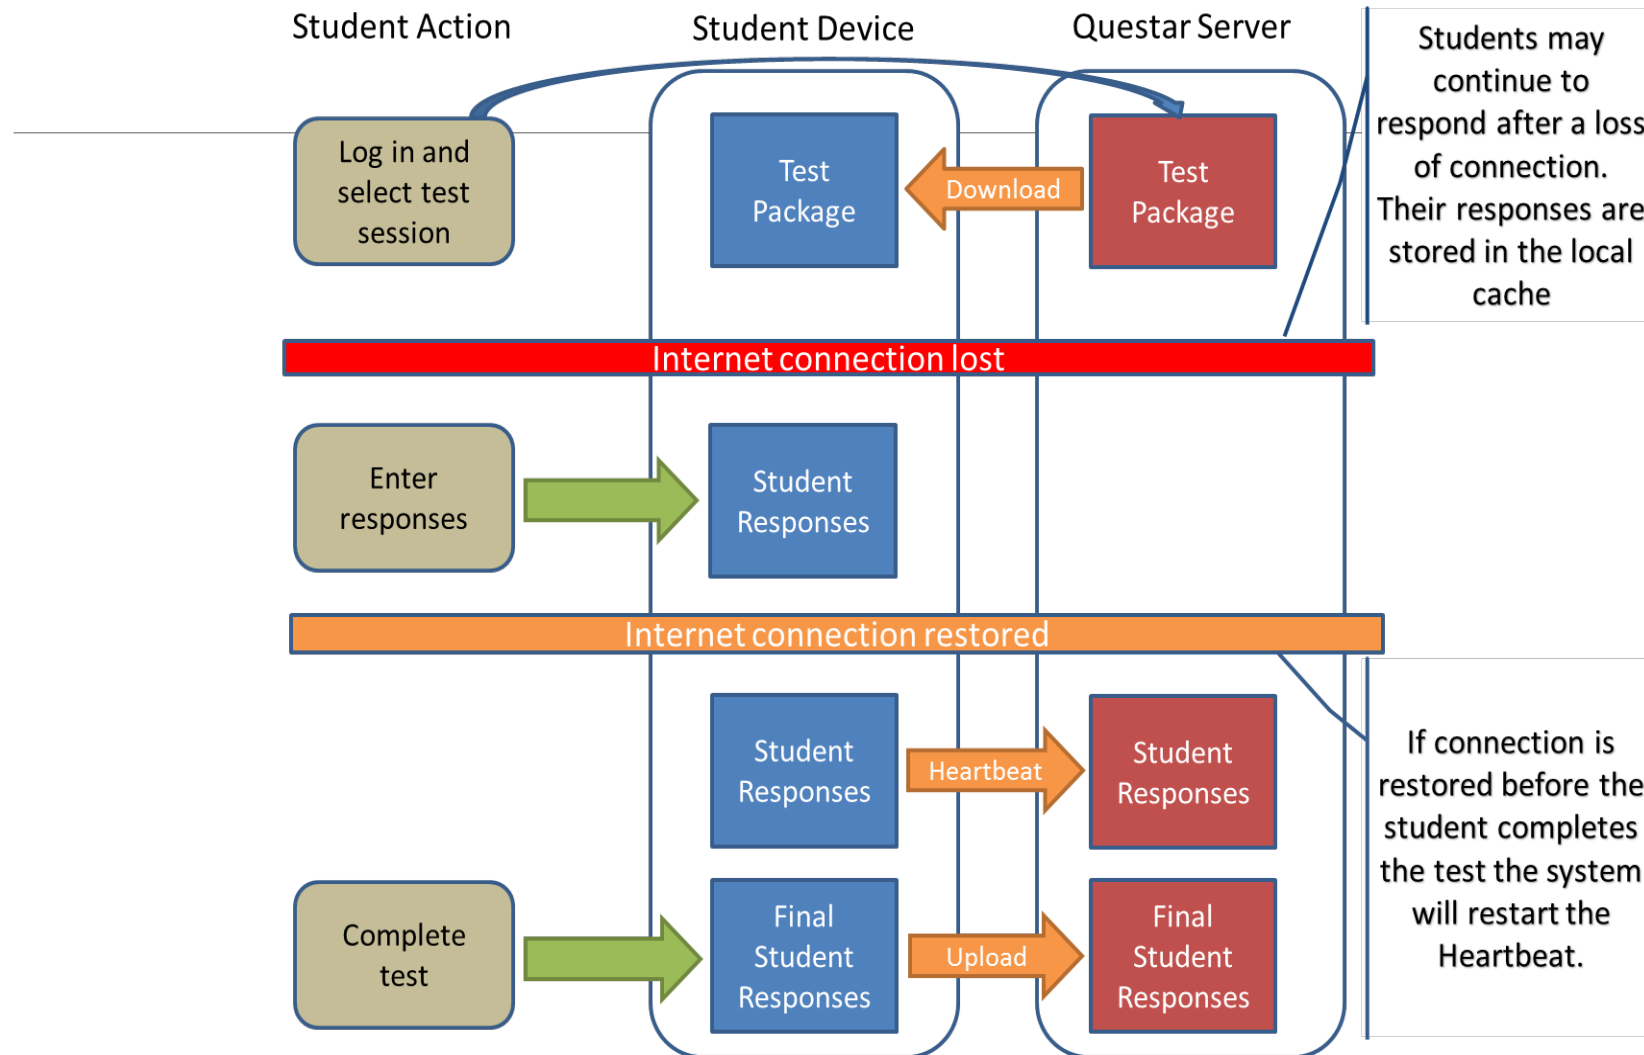 Student Action
Student Device
Questar Server
Log in and
select test
session
Test
Package
Download
Test
Package
Students may
continue to
respond after a loss
of connection.
Their responses are
stored in the local
cache
Internet connection lost
Enter
responses
Student
Responses
Internet connection restored
Student
Responses
Heartbeat
Student
Responses
If connection is
restored before the
student completes
the test the system
will restart the
Heartbeat.
Complete
test
Final
Student
Responses
Upload
Final
Student
Responses